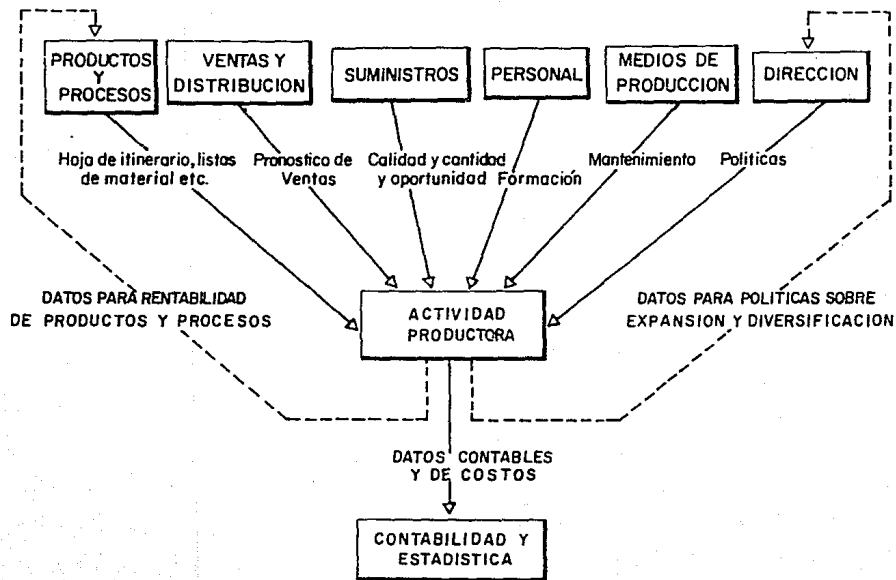 PRODUCTOS
Y
PROCESOS
VENTAS Y
DISTRIBUCION
SUMINISTROS
PERSONAL
MEDIOS DE
PRODUCCION
DIRECCION
Hoja de itinerario, listas
de material etc.
Pronostico de
Ventas
Calidad y cantidad
y oportunidad
Formación
Mantenimiento
Politicas
DATOS PARA RENTABILIDAD
DE PRODUCTOS Y PROCESOS
ACTIVIDAD
PRODUCTORA
DATOS PARA POLITICAS SOBRE
EXPANSION Y DIVERSIFICACION
DATOS CONTABLES
Y DE COSTOS
CONTABILIDAD Y
ESTADISTICA